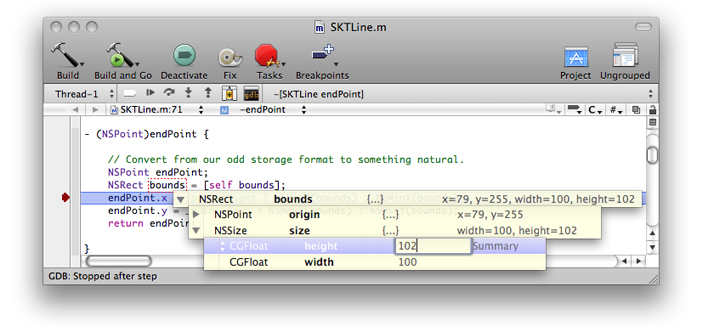 SKTLine.m
Build Build and Go Deactivate Fix Tasks Breakpoints Project Ungrouped
Thread-1 gdb -[SKTLine endPoint]
SKTLine.m:71 M -endPoint C #
- (NSPoint)endPoint {
// Convert from our odd storage format to something natural.
NSPoint endPoint;
NSRect bounds = [self bounds];
endPoint.x
NSRect bounds {...} x=79, y=255, width=100, height=102
endPoint.y =
NSPoint origin {...} x=79, y=255
return endPoin
NSSize size {...} width=100, height=102
CGFloat height 102 Summary
}
CGFloat width 100
GDB: Stopped after step